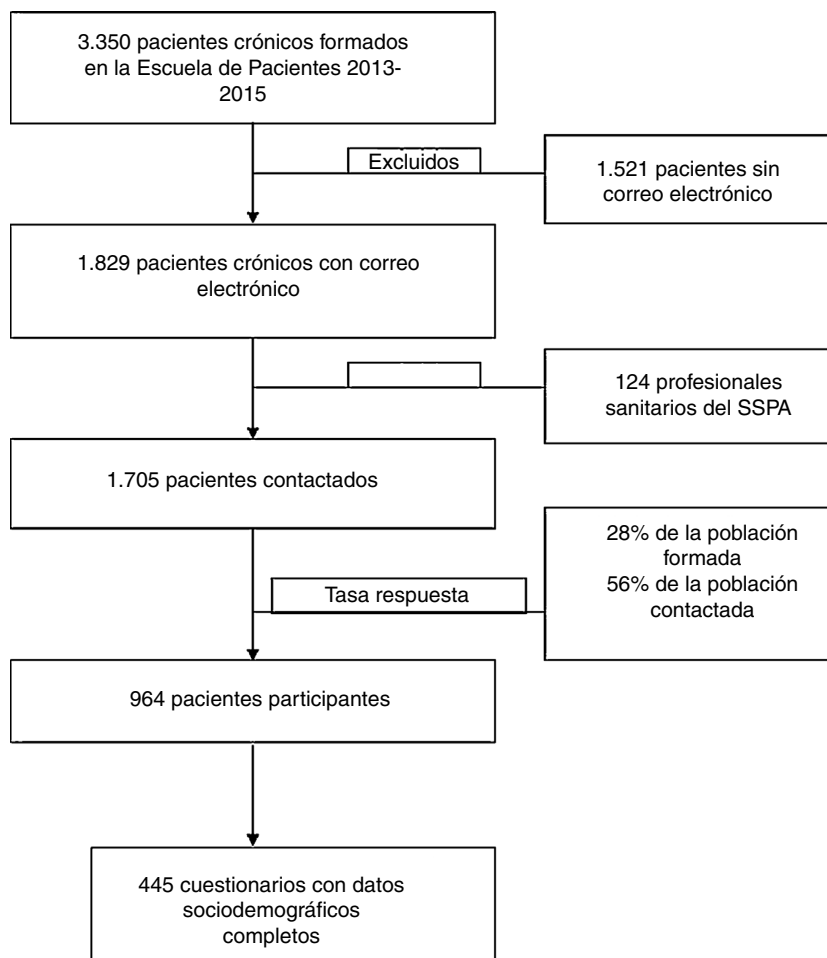 3.350 pacientes crónicos formados
en la Escuela de Pacientes 2013-
2015
Excluidos
1.521 pacientes sin
correo electrónico
1.829 pacientes crónicos con correo
electrónico
124 profesionales
sanitarios del SSPA
1.705 pacientes contactados
28% de la población
formada
56% de la población
contactada
Tasa respuesta
964 pacientes participantes
445 cuestionarios con datos
sociodemográficos
completos